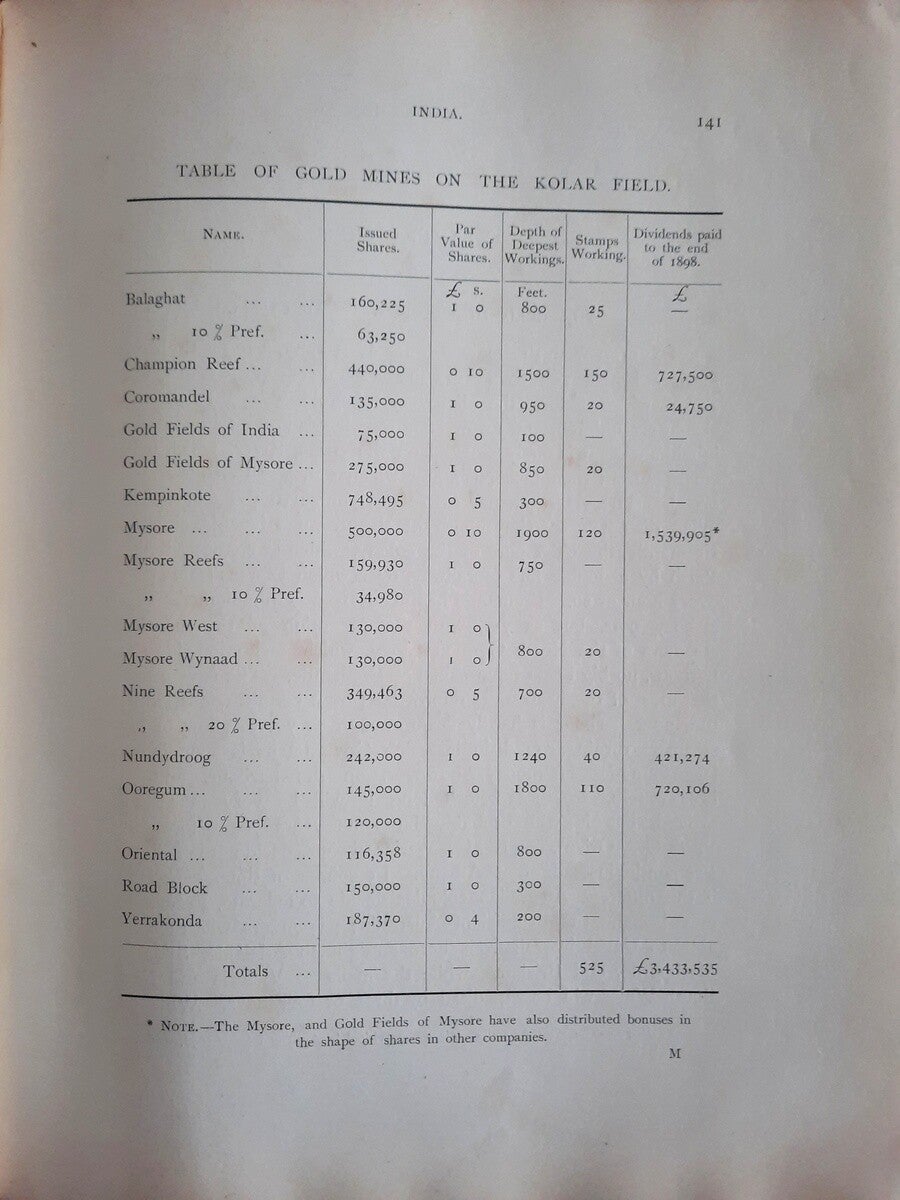 INDIA.
141
TABLE OF GOLD MINES ON THE KOLAR FIELD.
Name. Issued Shares. Par Value of Shares. Depth of Deepest Workings. Stamps Working. Dividends paid to the end of 1898.
£ s. Feet. £
Balaghat ... ... 160,225 1 0 800 25 —
„ 10 % Pref. ... 63,250
Champion Reef ... ... 440,000 0 10 1500 150 727,500
Coromandel ... ... 135,000 1 0 950 20 24,750
Gold Fields of India ... 75,000 1 0 100 — —
Gold Fields of Mysore ... 275,000 1 0 850 20 —
Kempinkote ... ... 748,495 0 5 300 — —
Mysore ... ... ... 500,000 0 10 1900 120 1,539,905*
Mysore Reefs ... ... 159,930 1 0 750 — —
„ „ 10 % Pref. 34,980
Mysore West ... ... 130,000 1 0
Mysore Wynaad ... ... 130,000 1 0 } 800 20 —
Nine Reefs ... ... 349,463 0 5 700 20 —
„ „ 20 % Pref. ... 100,000
Nundydroog ... ... 242,000 1 0 1240 40 421,274
Ooregum ... ... ... 145,000 1 0 1800 110 720,106
„ 10 % Pref. ... 120,000
Oriental ... ... ... 116,358 1 0 800 — —
Road Block ... ... 150,000 1 0 300 — —
Yerrakonda ... ... 187,370 0 4 200 — —
Totals ... — — — 525 £3,433,535
* Note.—The Mysore, and Gold Fields of Mysore have also distributed bonuses in
the shape of shares in other companies.
M